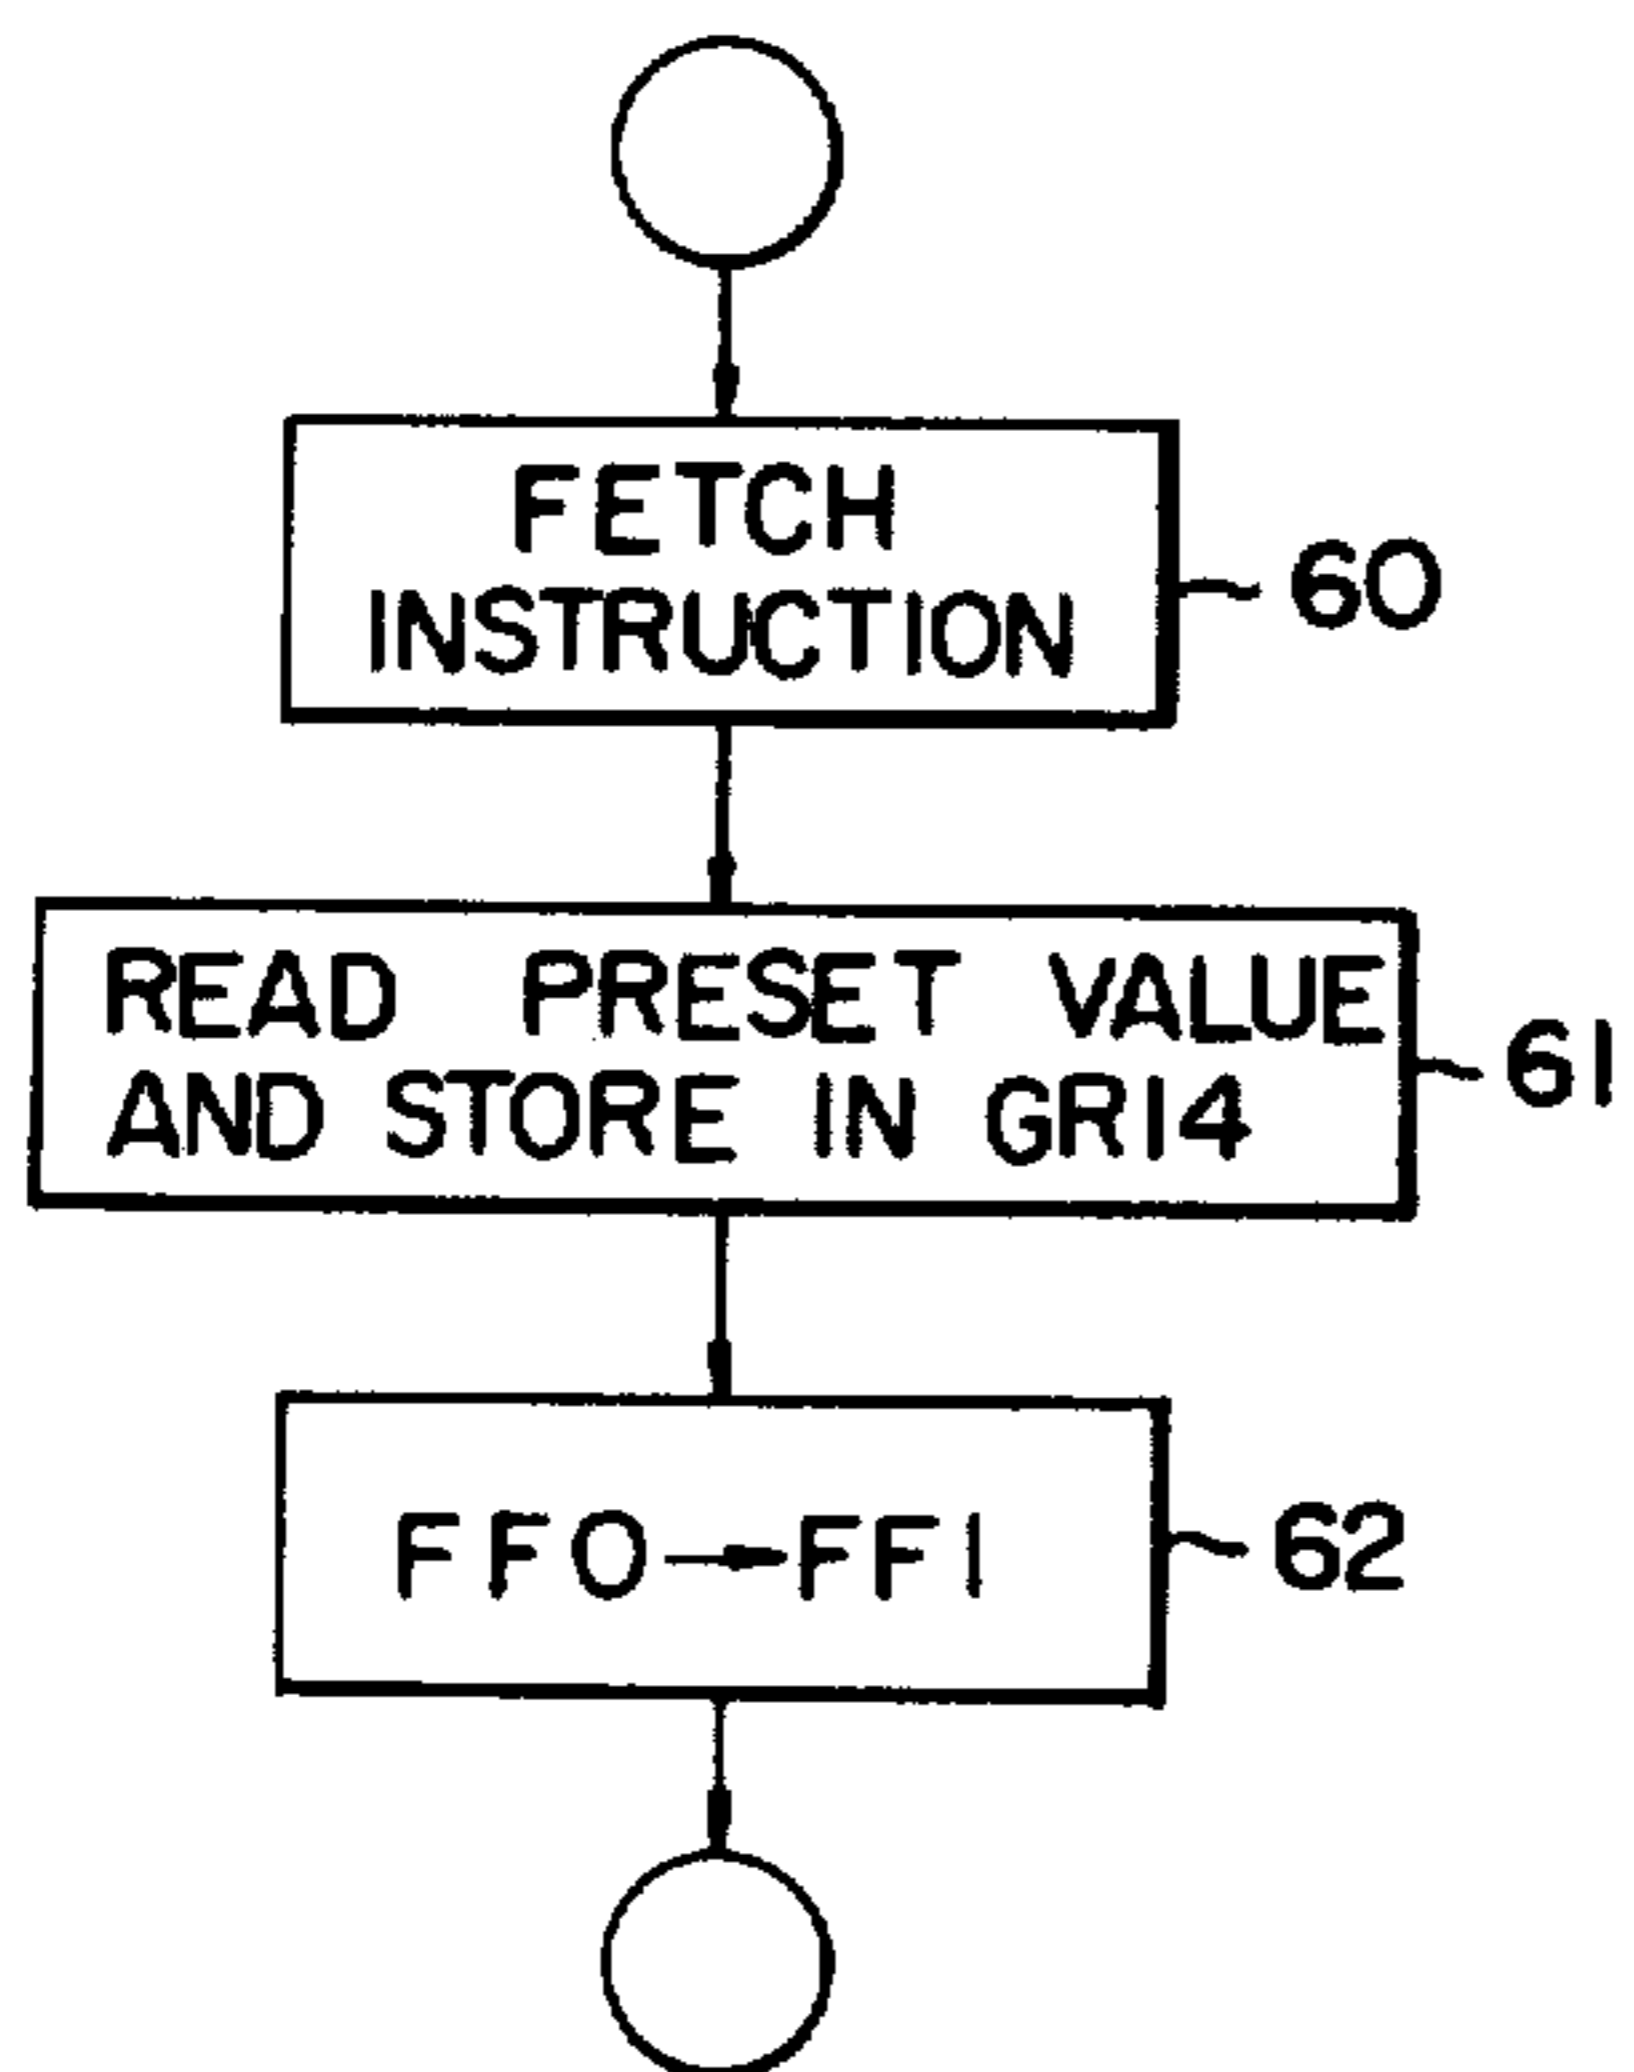 FETCH
INSTRUCTION
60
READ PRESET VALUE
AND STORE IN GR14
61
FF0→FF1
62